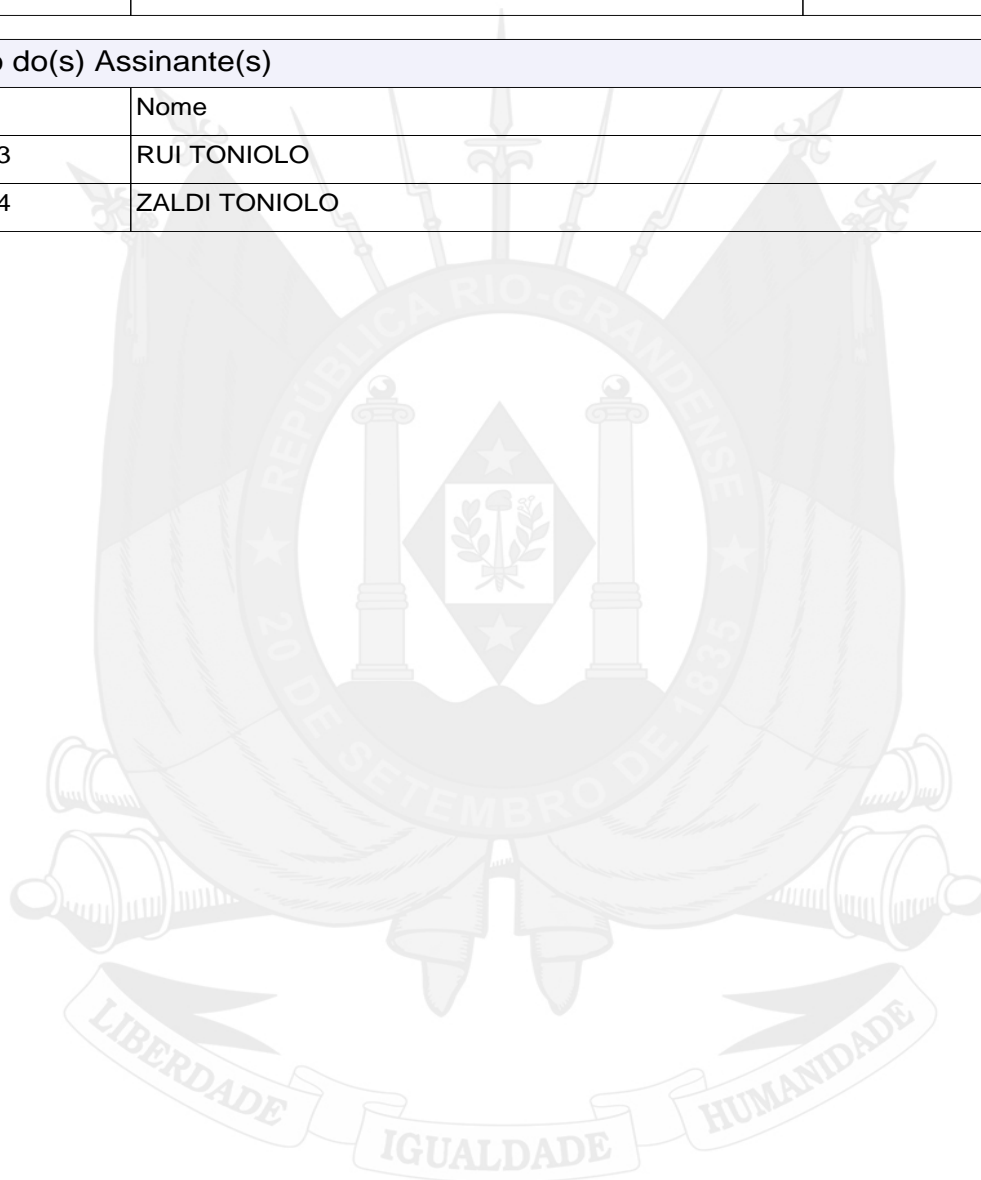 do(s) Assinante(s)
Nome
3 RUI TONIOLO
4 ZALDI TONIOLO
REPÚBLICA RIO-GRANDENSE
★ 20 DE SETEMBRO DE 1835 ★
LIBERDADE IGUALDADE HUMANIDADE